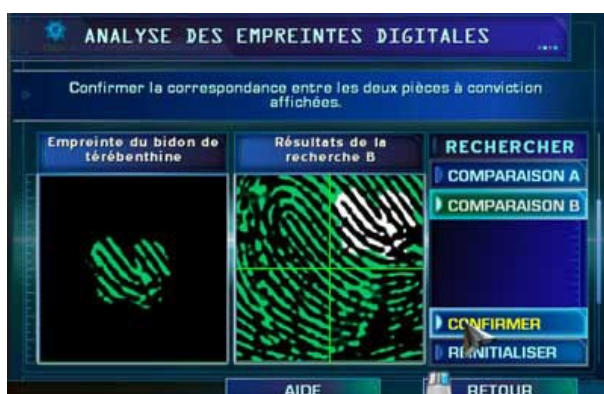 ANALYSE DES EMPREINTES DIGITALES
Confirmer la correspondance entre les deux pièces à conviction
affichées.
Empreinte du bidon de
térébenthine
Résultats de la
recherche B
RECHERCHER
COMPARAISON A
COMPARAISON B
CONFIRMER
RÉINITIALISER
AIDE
RETOUR